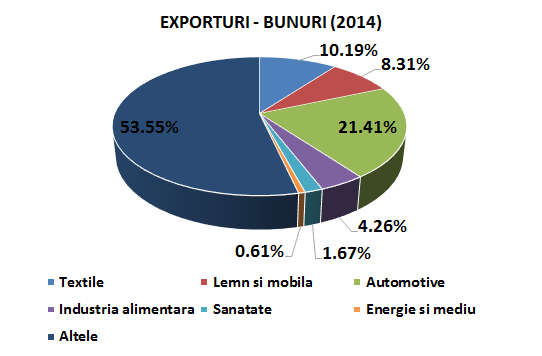 EXPORTURI - BUNURI (2014)
10.19%
8.31%
53.55%
21.41%
4.26%
0.61%
1.67%
Textile
Lemn si mobila
Automotive
Industria alimentara
Sanatate
Energie si mediu
Altele